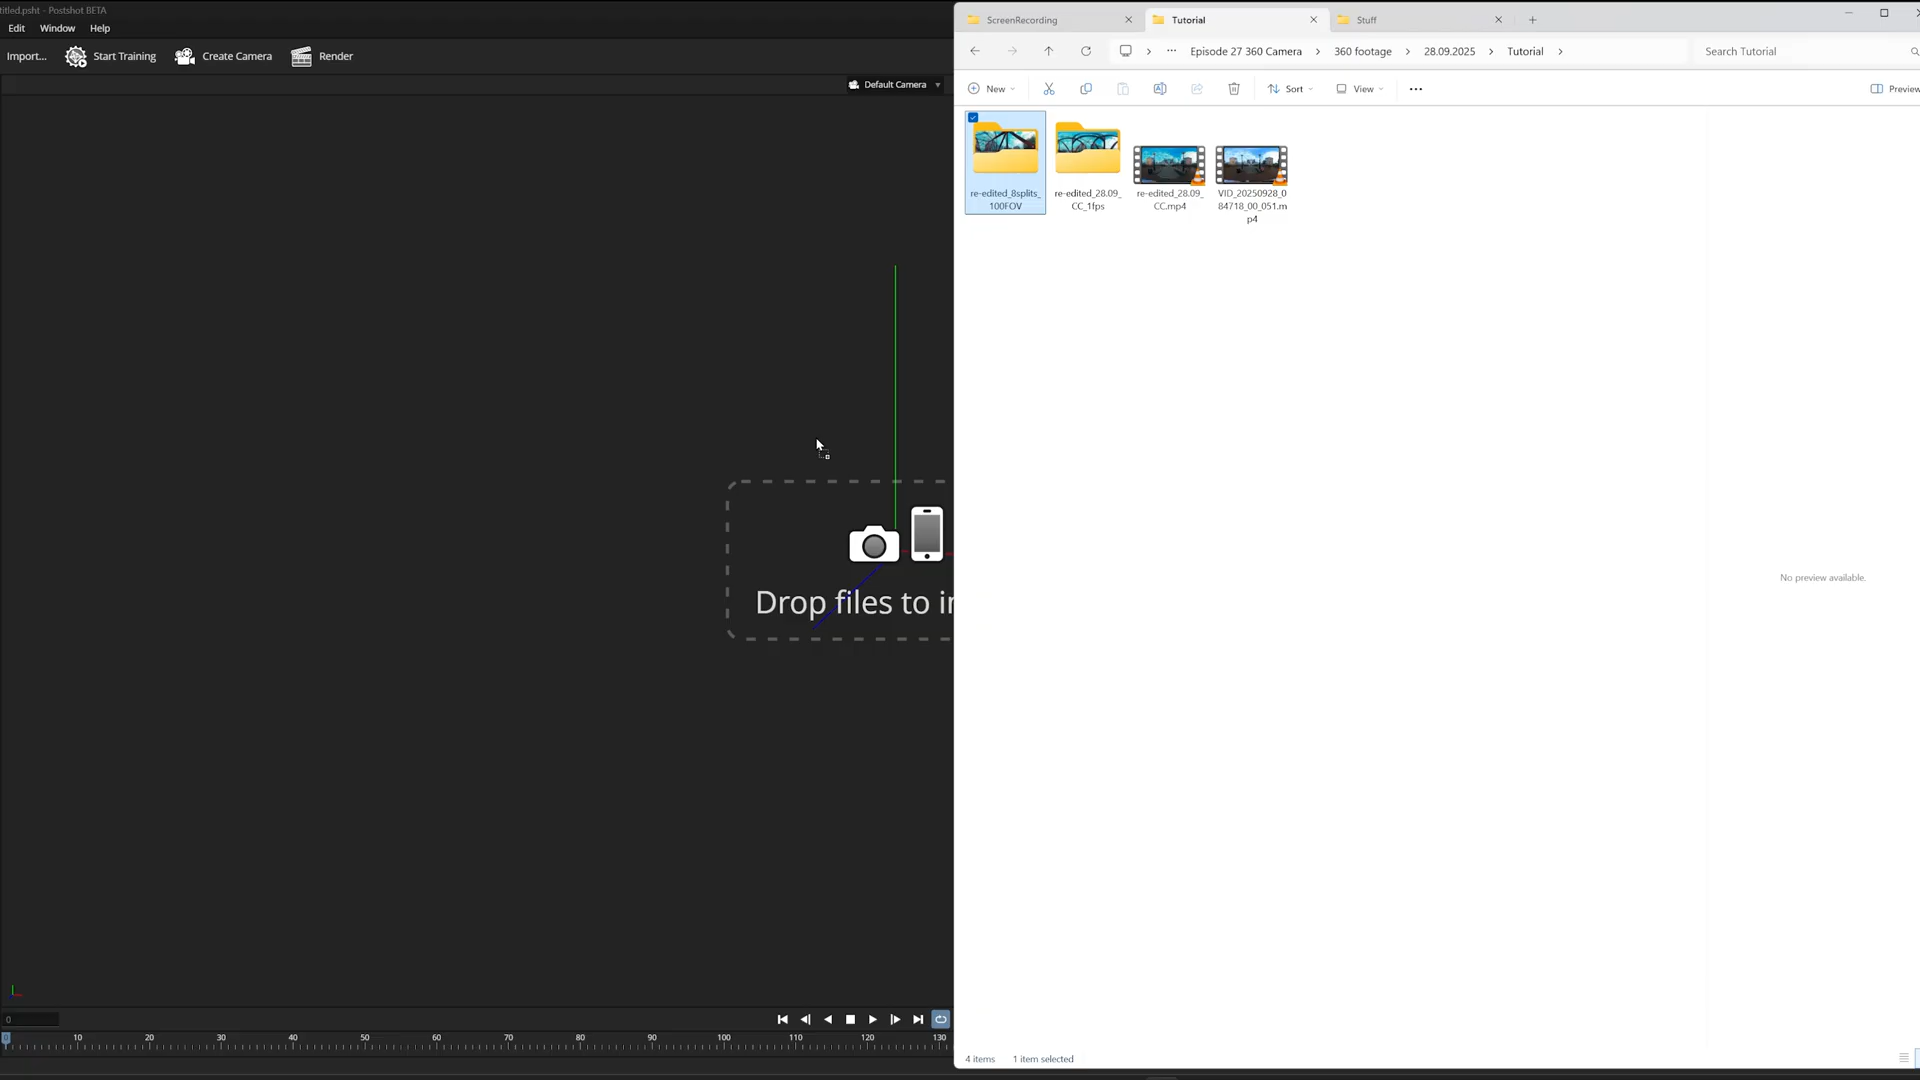 titled.psht - Postshot BETA
Edit Window Help
Import... Start Training Create Camera Render
Default Camera
Drop files to
0
0 10 20 30 40 50 60 70 80 90 100 110 120 130
ScreenRecording Tutorial Stuff
Episode 27 360 Camera > 360 footage > 28.09.2025 > Tutorial >
Search Tutorial
New Sort View ... Preview
re-edited_8splits_
100FOV
re-edited_28.09_
CC_1fps
re-edited_28.09_
CC.mp4
VID_20250928_0
84718_00_051.m
p4
No preview available.
4 items 1 item selected